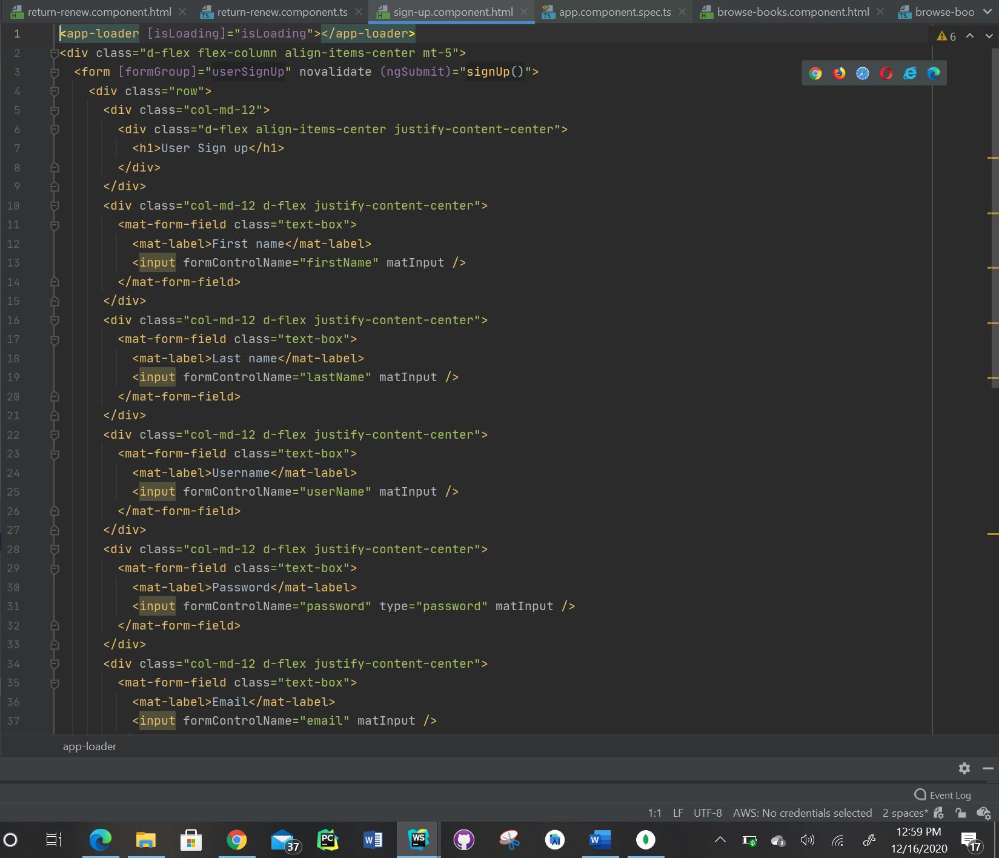 return-renew.component.html
return-renew.component.ts
sign-up.component.html
app.component.spec.ts
browse-books.component.html
browse-boo
1 <app-loader [isLoading]="isLoading"></app-loader>
6
2 <div class="d-flex flex-column align-items-center mt-5">
3 <form [formGroup]="userSignUp" novalidate (ngSubmit)="signUp()">
4 <div class="row">
5 <div class="col-md-12">
6 <div class="d-flex align-items-center justify-content-center">
7 <h1>User Sign up</h1>
8 </div>
9 </div>
10 <div class="col-md-12 d-flex justify-content-center">
11 <mat-form-field class="text-box">
12 <mat-label>First name</mat-label>
13 <input formControlName="firstName" matInput />
14 </mat-form-field>
15 </div>
16 <div class="col-md-12 d-flex justify-content-center">
17 <mat-form-field class="text-box">
18 <mat-label>Last name</mat-label>
19 <input formControlName="lastName" matInput />
20 </mat-form-field>
21 </div>
22 <div class="col-md-12 d-flex justify-content-center">
23 <mat-form-field class="text-box">
24 <mat-label>Username</mat-label>
25 <input formControlName="userName" matInput />
26 </mat-form-field>
27 </div>
28 <div class="col-md-12 d-flex justify-content-center">
29 <mat-form-field class="text-box">
30 <mat-label>Password</mat-label>
31 <input formControlName="password" type="password" matInput />
32 </mat-form-field>
33 </div>
34 <div class="col-md-12 d-flex justify-content-center">
35 <mat-form-field class="text-box">
36 <mat-label>Email</mat-label>
37 <input formControlName="email" matInput />
app-loader
Event Log
1:1 LF UTF-8 AWS: No credentials selected 2 spaces*
37
PC
W
WS
W
12:59 PM
12/16/2020
17